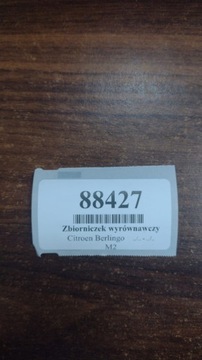 88427
Zbiorniczek wyrównawczy
Citroen Berlingo
M2